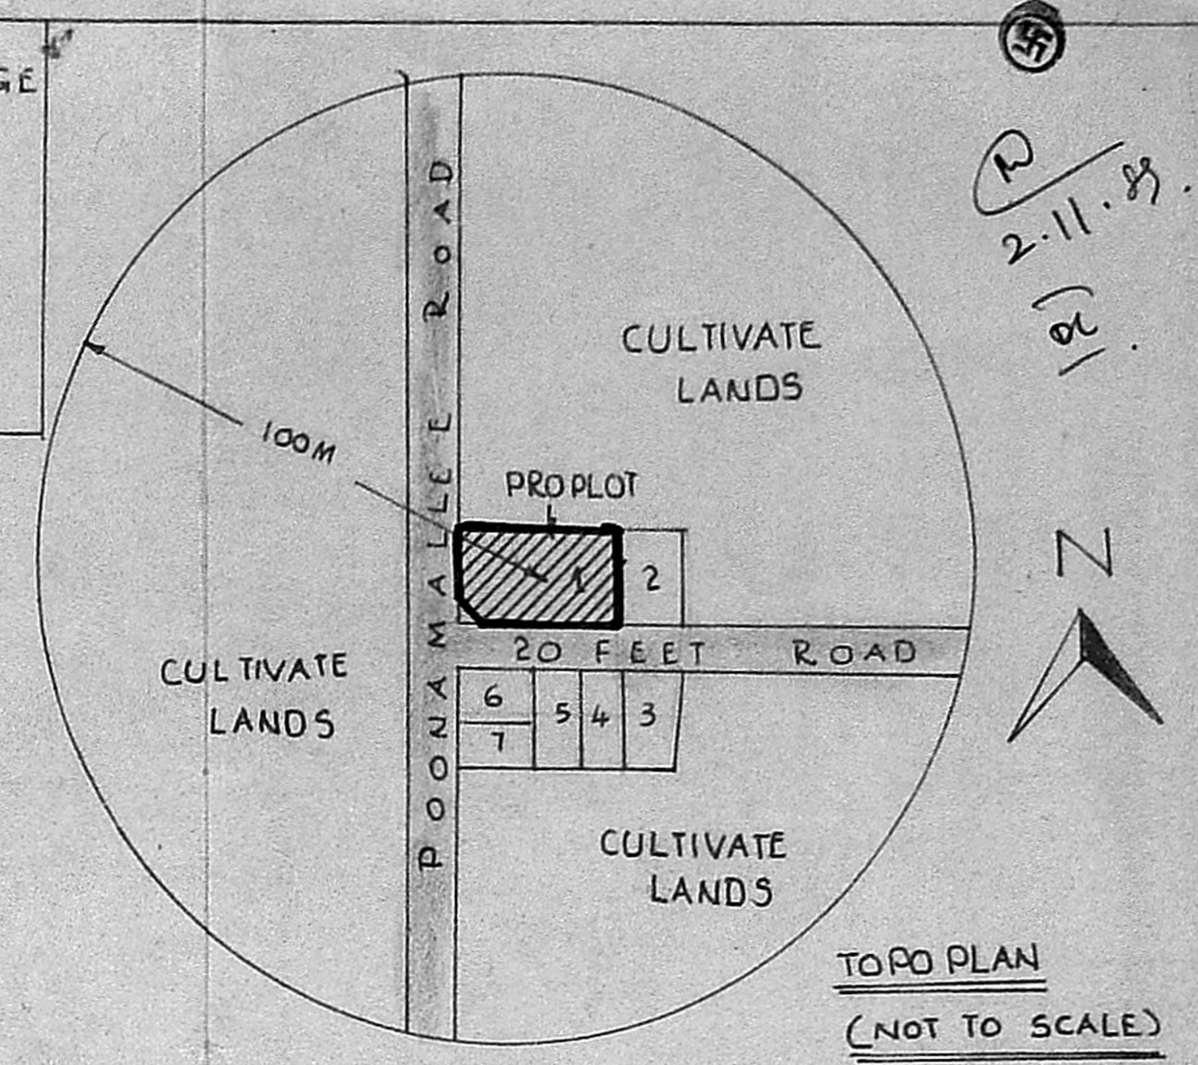 GE
2.11.89.
POONAMALLEE ROAD
CULTIVATE
LANDS
100M
PROPLOT
N
1
2
20 FEET ROAD
CULTIVATE
LANDS
6
5
4
3
7
CULTIVATE
LANDS
TOPO PLAN
(NOT TO SCALE)